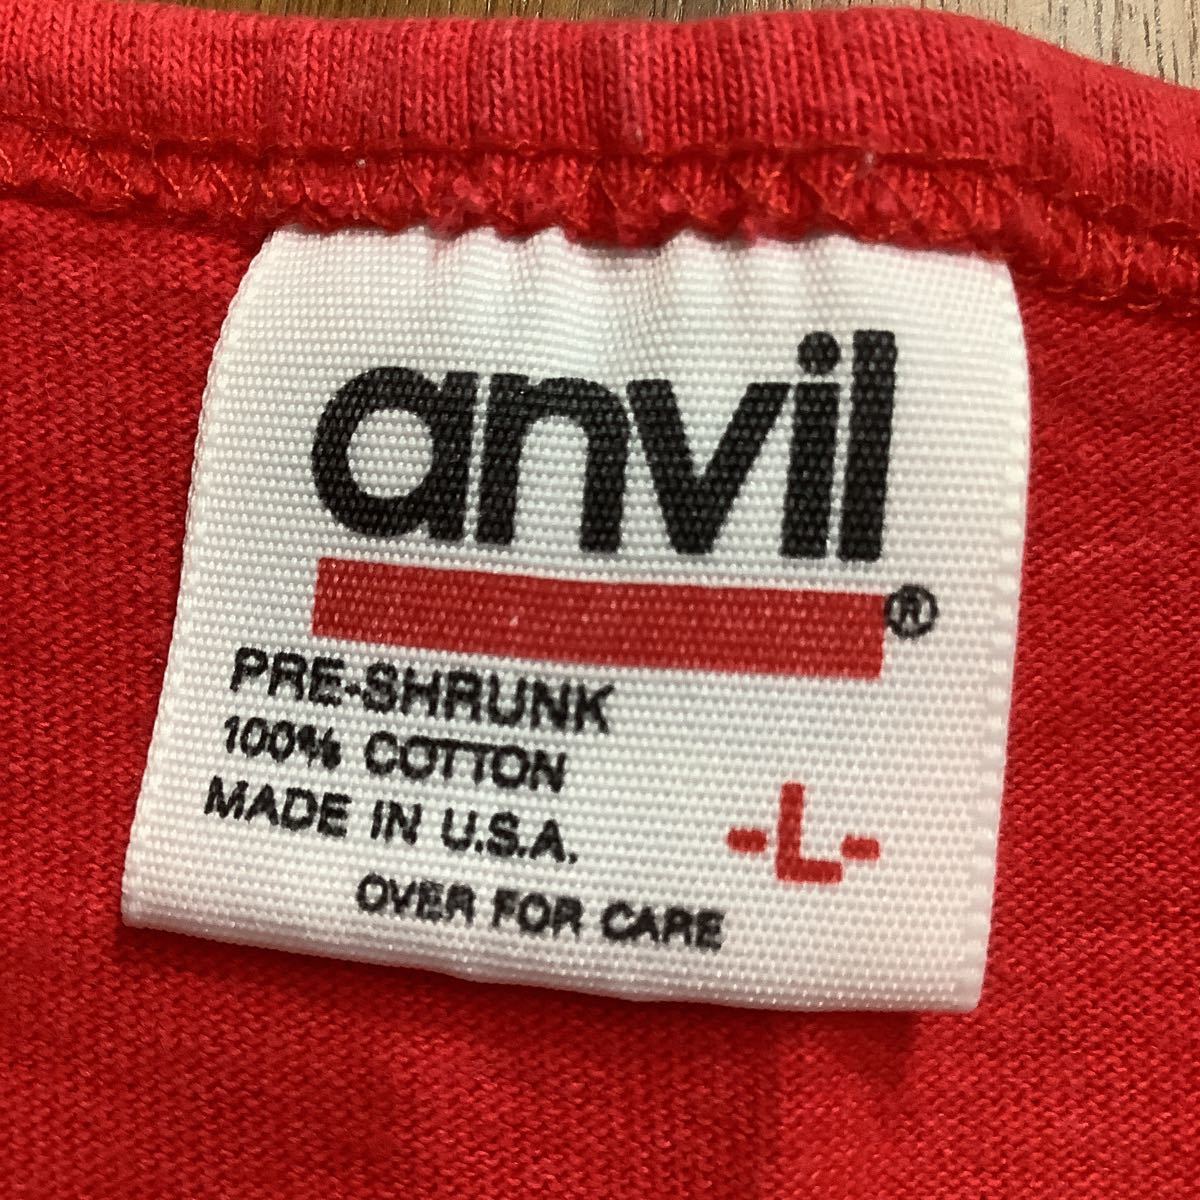 anvil®
PRE-SHRUNK
100% COTTON
MADE IN U.S.A.
-L-
OVER FOR CARE